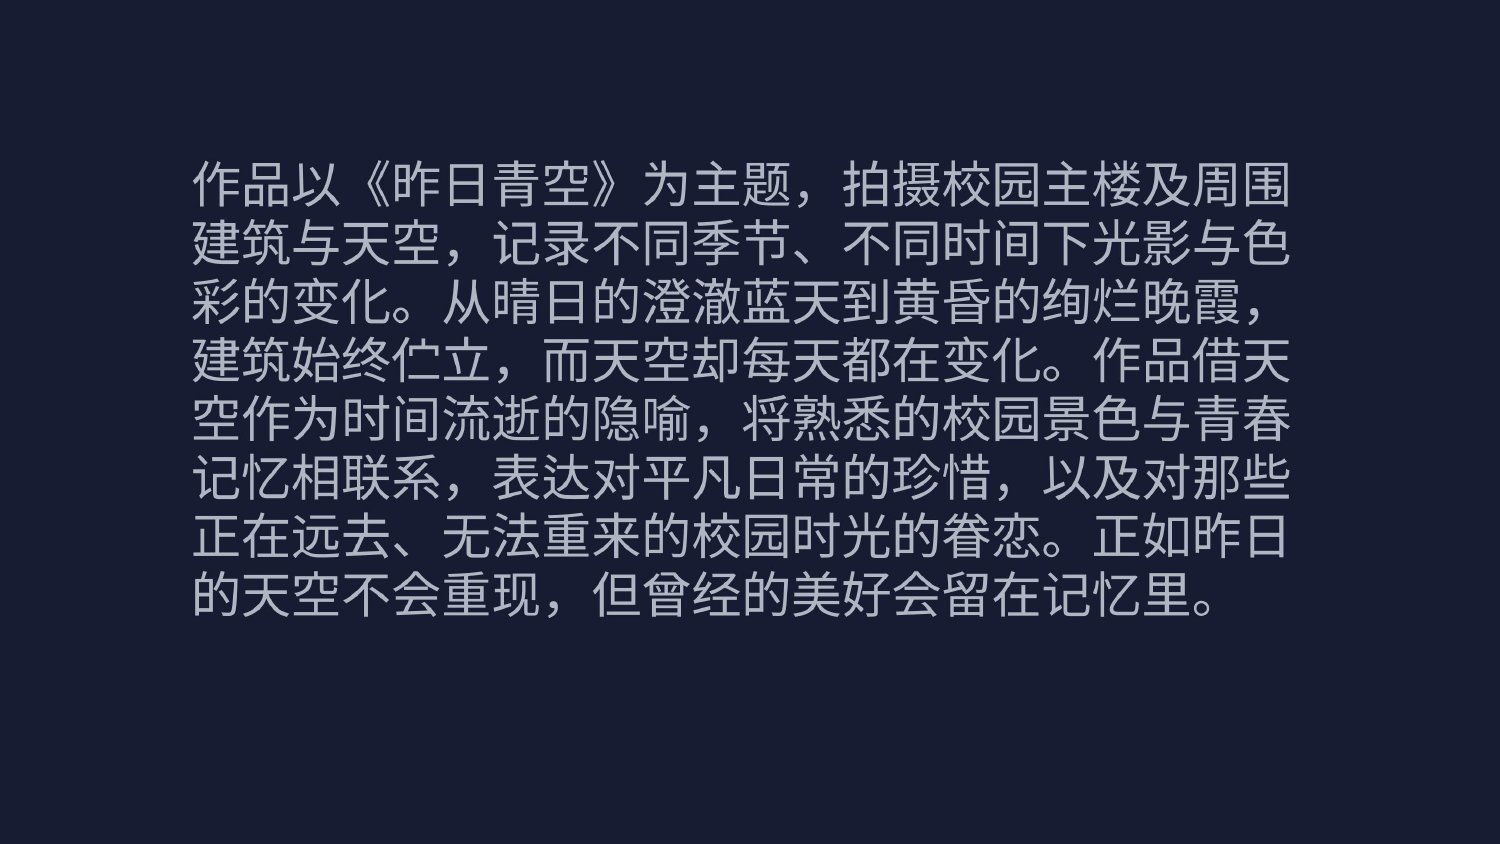 作品以《昨日青空》为主题，拍摄校园主楼及周围
建筑与天空，记录不同季节、不同时间下光影与色
彩的变化。从晴日的澄澈蓝天到黄昏的绚烂晚霞，
建筑始终伫立，而天空却每天都在变化。作品借天
空作为时间流逝的隐喻，将熟悉的校园景色与青春
记忆相联系，表达对平凡日常的珍惜，以及对那些
正在远去、无法重来的校园时光的眷恋。正如昨日
的天空不会重现，但曾经的美好会留在记忆里。